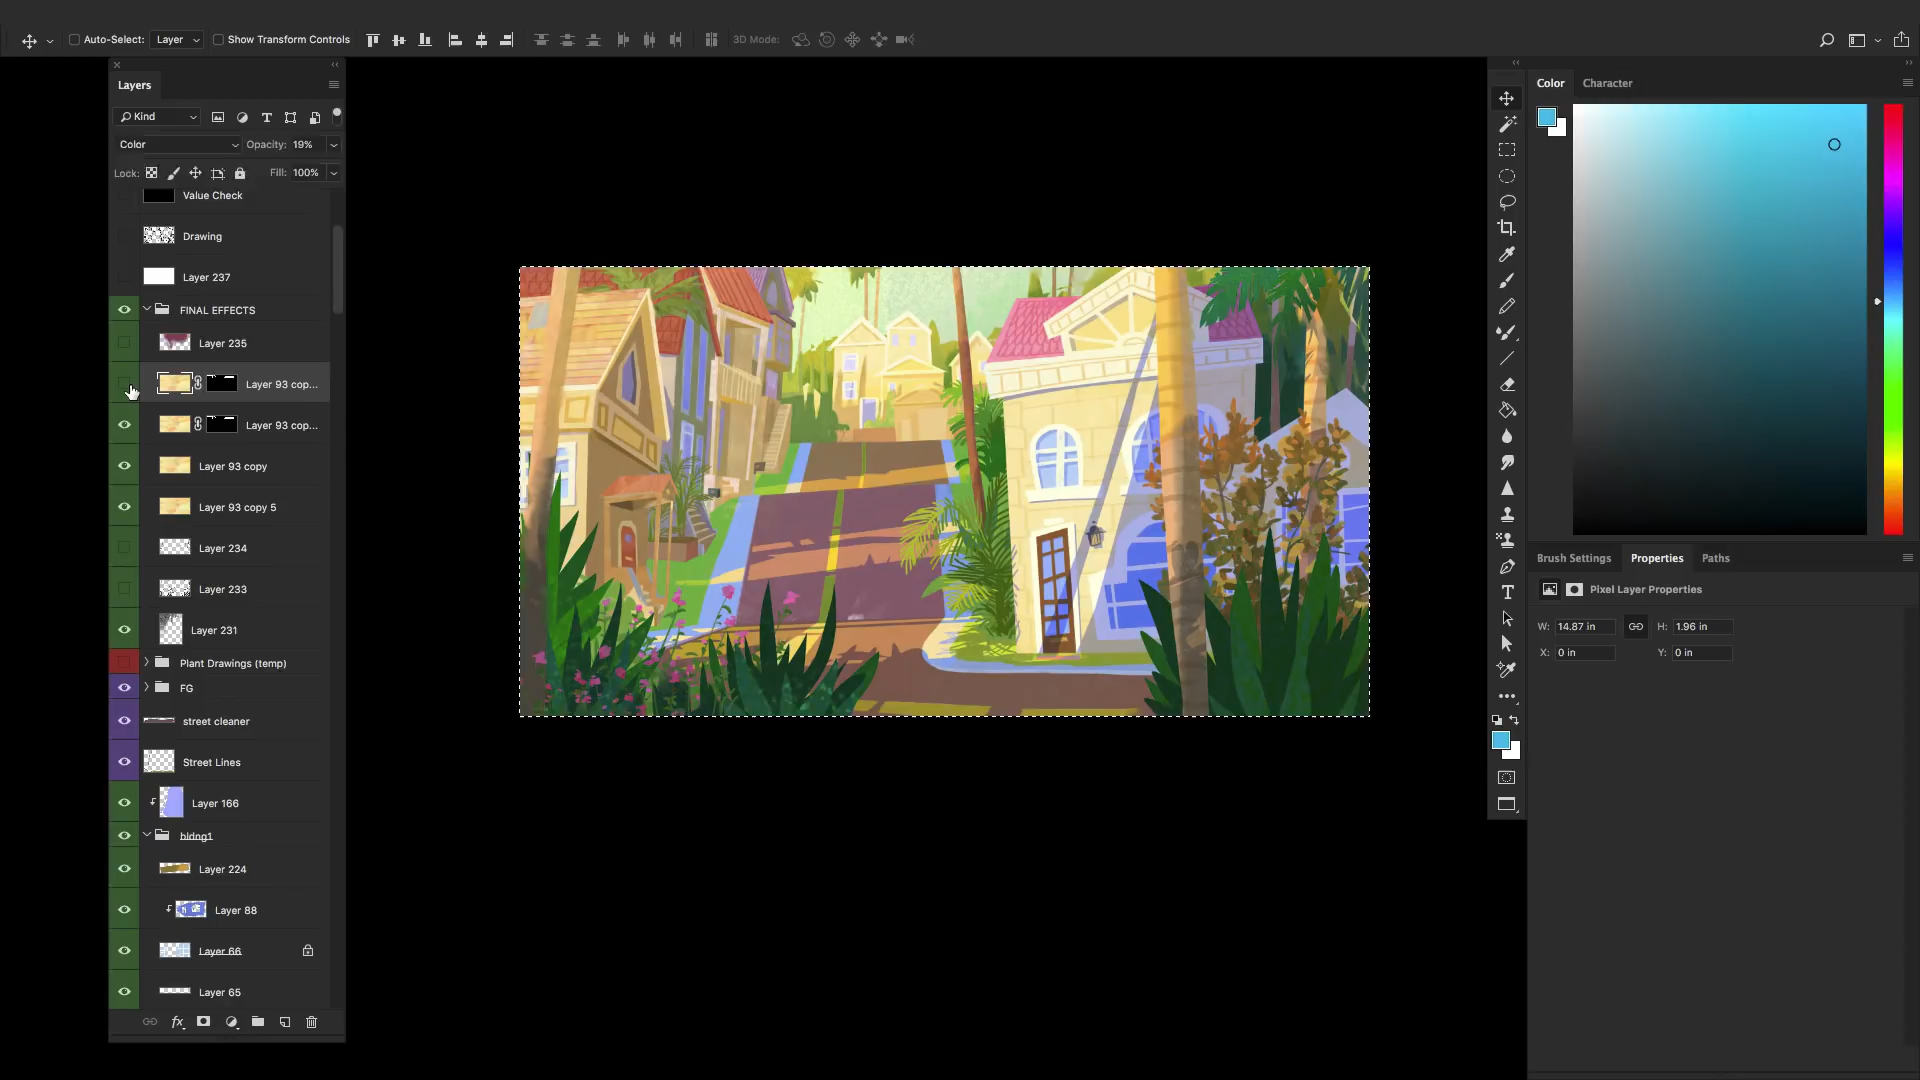 Auto-Select: Layer Show Transform Controls 3D Mode:
Layers
Kind
Color Opacity: 19%
Lock: Fill: 100%
Value Check
Drawing
Layer 237
FINAL EFFECTS
Layer 235
Layer 93 cop...
Layer 93 cop...
Layer 93 copy
Layer 93 copy 5
Layer 234
Layer 233
Layer 231
Plant Drawings (temp)
FG
street cleaner
Street Lines
Layer 166
bldng1
Layer 224
Layer 88
Layer 66
Layer 65
fx
Color Character
Brush Settings Properties Paths
Pixel Layer Properties
W: 14.87 in H: 1.96 in
X: 0 in Y: 0 in